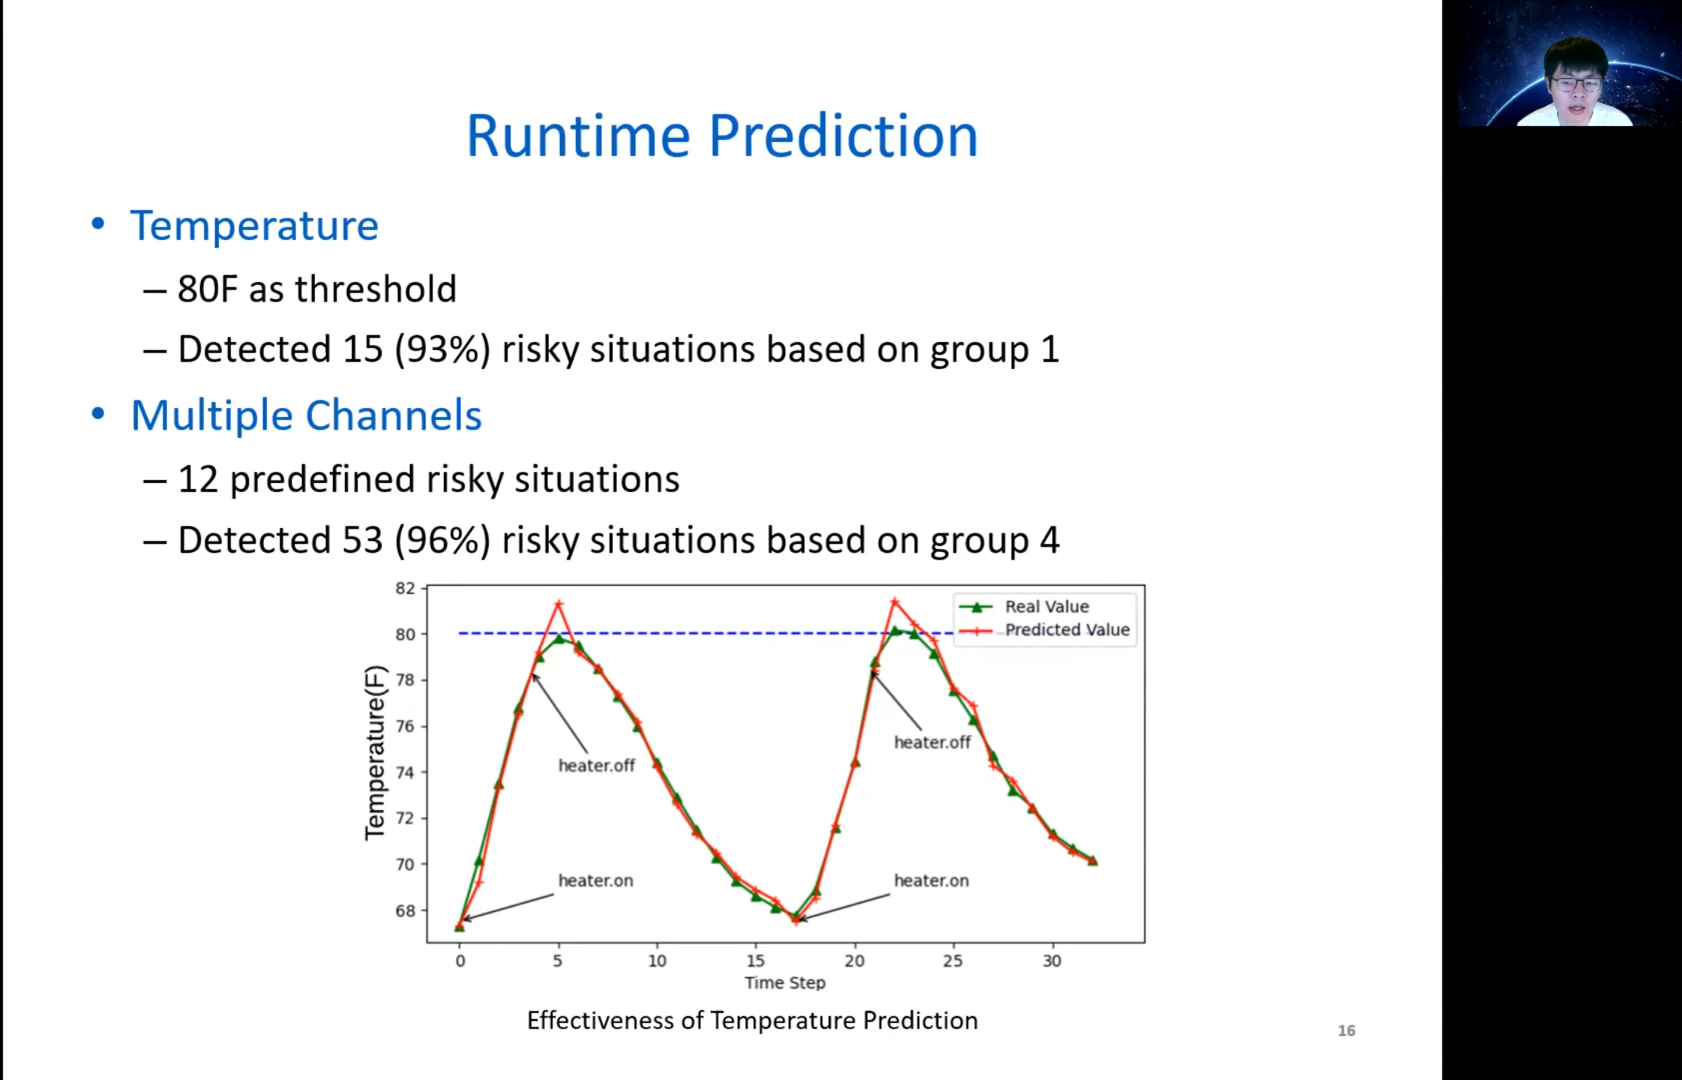 Runtime Prediction
• Temperature
– 80F as threshold
– Detected 15 (93%) risky situations based on group 1
• Multiple Channels
– 12 predefined risky situations
– Detected 53 (96%) risky situations based on group 4
82
80
78
76
74
72
70
68
Temperature(F)
Real Value
Predicted Value
heater.off
heater.off
heater.on
heater.on
0 5 10 15 20 25 30
Time Step
Effectiveness of Temperature Prediction
16